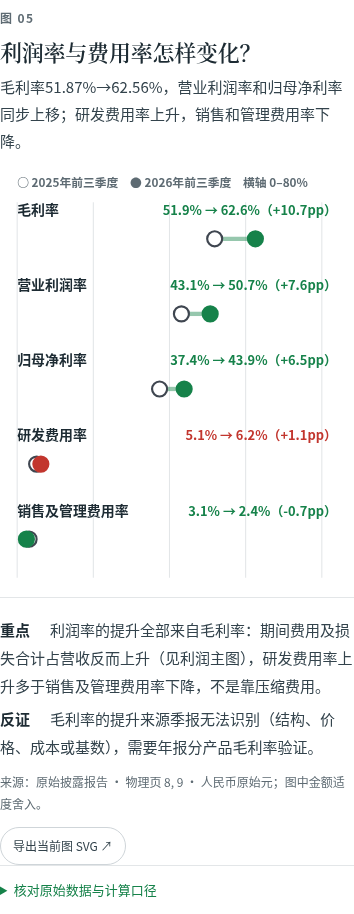 图 05
利润率与费用率怎样变化？
毛利率51.87%→62.56%，营业利润率和归母净利率
同步上移；研发费用率上升，销售和管理费用率下
降。
2025年前三季度 2026年前三季度 横轴 0–80%
毛利率 51.9% → 62.6%（+10.7pp）
营业利润率 43.1% → 50.7%（+7.6pp）
归母净利率 37.4% → 43.9%（+6.5pp）
研发费用率 5.1% → 6.2%（+1.1pp）
销售及管理费用率 3.1% → 2.4%（-0.7pp）
重点 利润率的提升全部来自毛利率：期间费用及损
失合计占营收反而上升（见利润主图），研发费用率上
升多于销售及管理费用率下降，不是靠压缩费用。
反证 毛利率的提升来源季报无法识别（结构、价
格、成本或基数），需要年报分产品毛利率验证。
来源：原始披露报告 · 物理页 8, 9 · 人民币原始元；图中金额适
度舍入。
导出当前图 SVG ↗
▶ 核对原始数据与计算口径